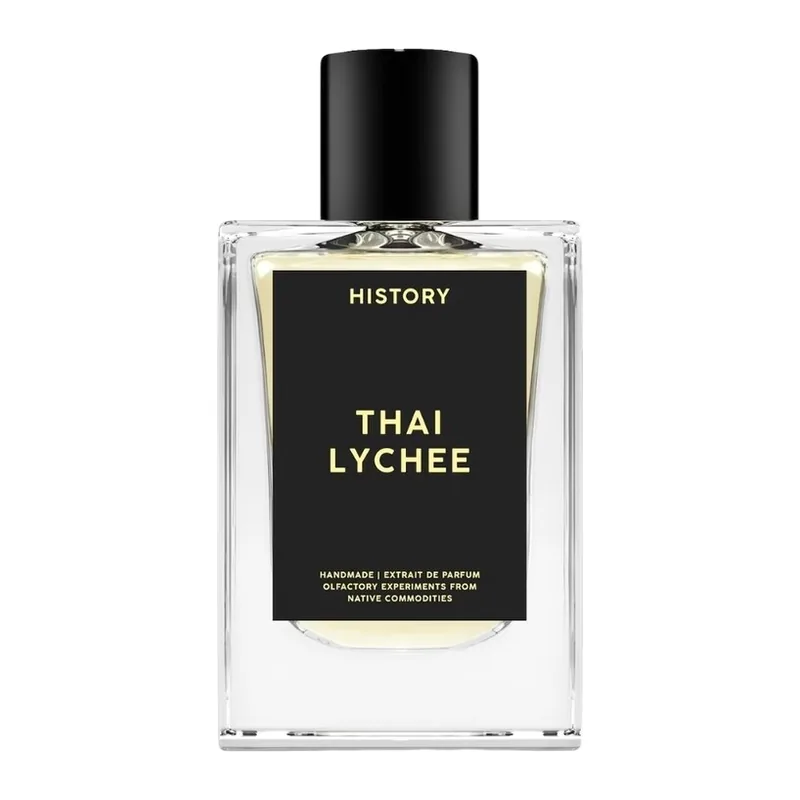 HISTORY
THAI
LYCHEE
HANDMADE | EXTRAIT DE PARFUM
OLFACTORY EXPERIMENTS FROM
NATIVE COMMODITIES